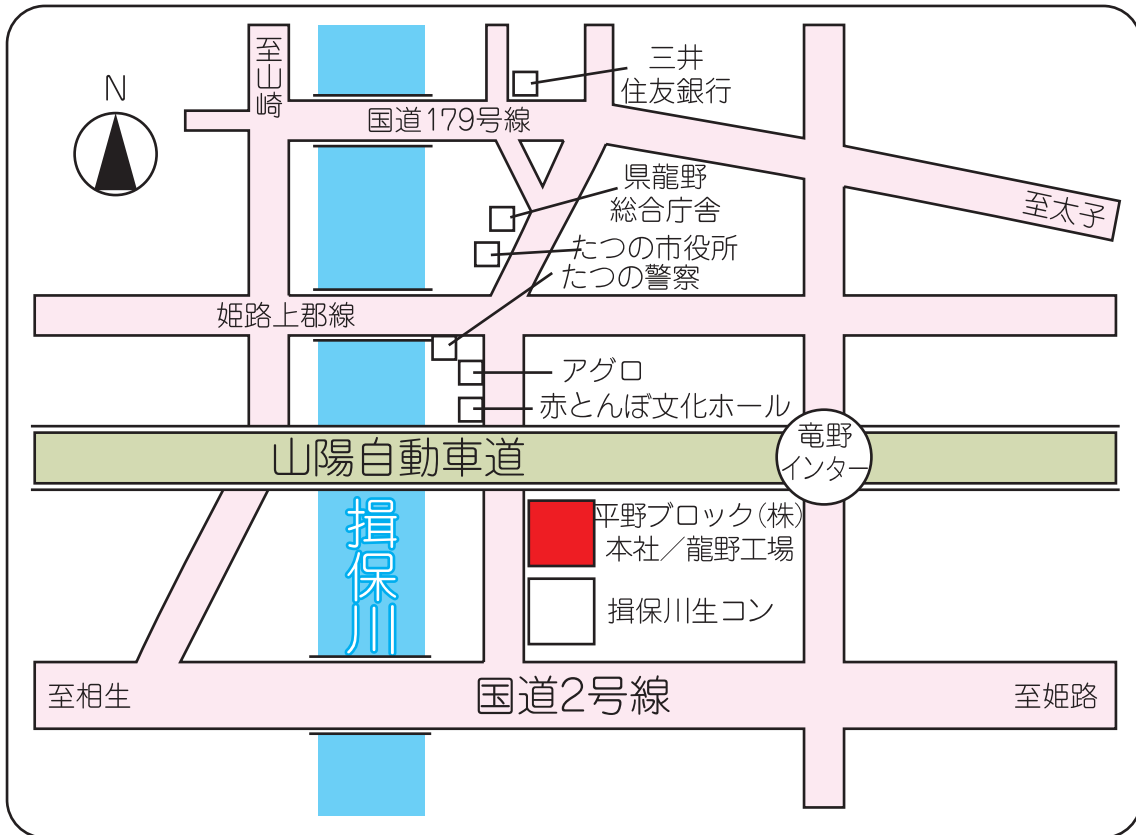 至山崎
N
三井
住友銀行
国道179号線
県龍野
総合庁舎
至太子
たつの市役所
たつの警察
姫路上郡線
アグロ
赤とんぼ文化ホール
竜野
インター
山陽自動車道
揖保川
平野ブロック(株)
本社／龍野工場
揖保川生コン
至相生
国道2号線
至姫路